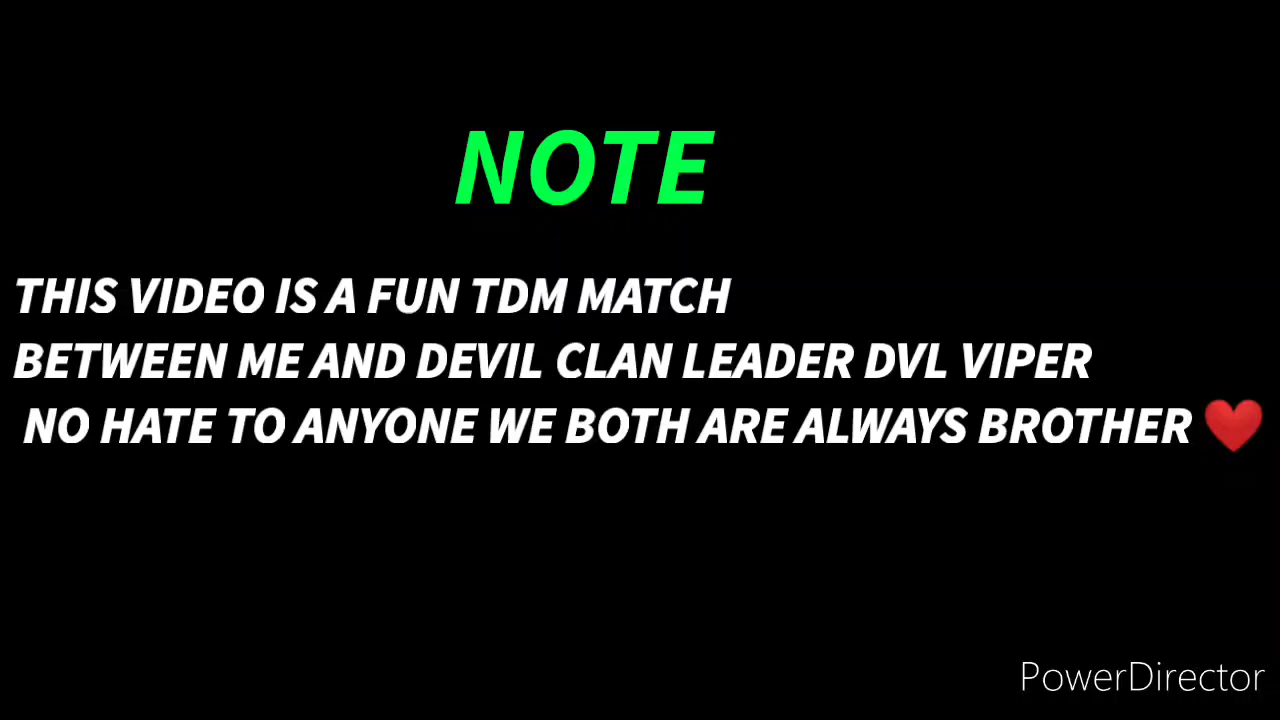 NOTE
THIS VIDEO IS A FUN TDM MATCH
BETWEEN ME AND DEVIL CLAN LEADER DVL VIPER
NO HATE TO ANYONE WE BOTH ARE ALWAYS BROTHER ❤️
PowerDirector